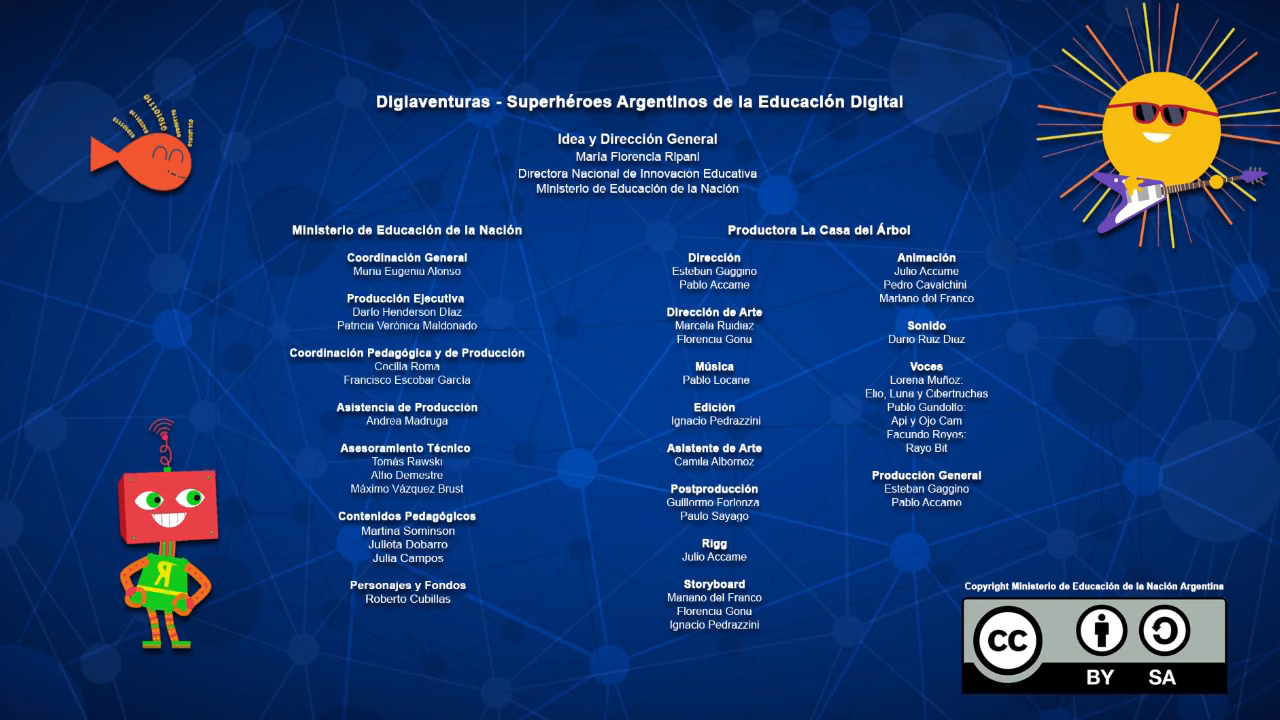 Digiaventuras - Superhéroes Argentinos de la Educación Digital
Idea y Dirección General
María Florencia Ripani
Directora Nacional de Innovación Educativa
Ministerio de Educación de la Nación
Ministerio de Educación de la Nación
Coordinación General
María Eugenia Alonso
Producción Ejecutiva
Darío Henderson Díaz
Patricia Verónica Maldonado
Coordinación Pedagógica y de Producción
Cecilia Roma
Francisco Escobar García
Asistencia de Producción
Andrea Madruga
Asesoramiento Técnico
Tomás Rawski
Alfio Demestre
Máximo Vázquez Brust
Contenidos Pedagógicos
Martina Sominson
Julieta Dobarro
Julia Campos
Personajes y Fondos
Roberto Cubillas
Productora La Casa del Árbol
Dirección
Esteban Gaggino
Pablo Accame
Dirección de Arte
Marcela Ruidiaz
Florencia Gonu
Música
Pablo Locane
Edición
Ignacio Pedrazzini
Asistente de Arte
Camila Albornoz
Postproducción
Guillermo Forlenza
Paulo Sayago
Rigg
Julio Accame
Storyboard
Mariano del Franco
Florencia Gonu
Ignacio Pedrazzini
Animación
Julio Accame
Pedro Cavalchini
Mariano del Franco
Sonido
Darío Ruiz Díaz
Voces
Lorena Muñoz:
Elio, Luna y Cibertruchas
Pablo Gandolfo:
Api y Ojo Cam
Facundo Reyes:
Rayo Bit
Producción General
Esteban Gaggino
Pablo Accame
Copyright Ministerio de Educación de la Nación Argentina
cc
BY SA